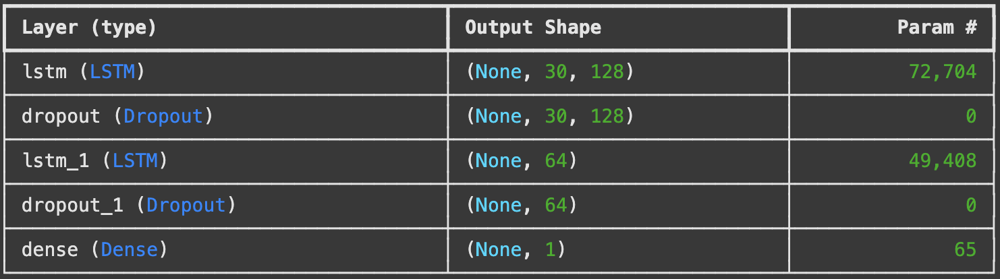 Layer (type) Output Shape Param #
lstm (LSTM) (None, 30, 128) 72,704
dropout (Dropout) (None, 30, 128) 0
lstm_1 (LSTM) (None, 64) 49,408
dropout_1 (Dropout) (None, 64) 0
dense (Dense) (None, 1) 65